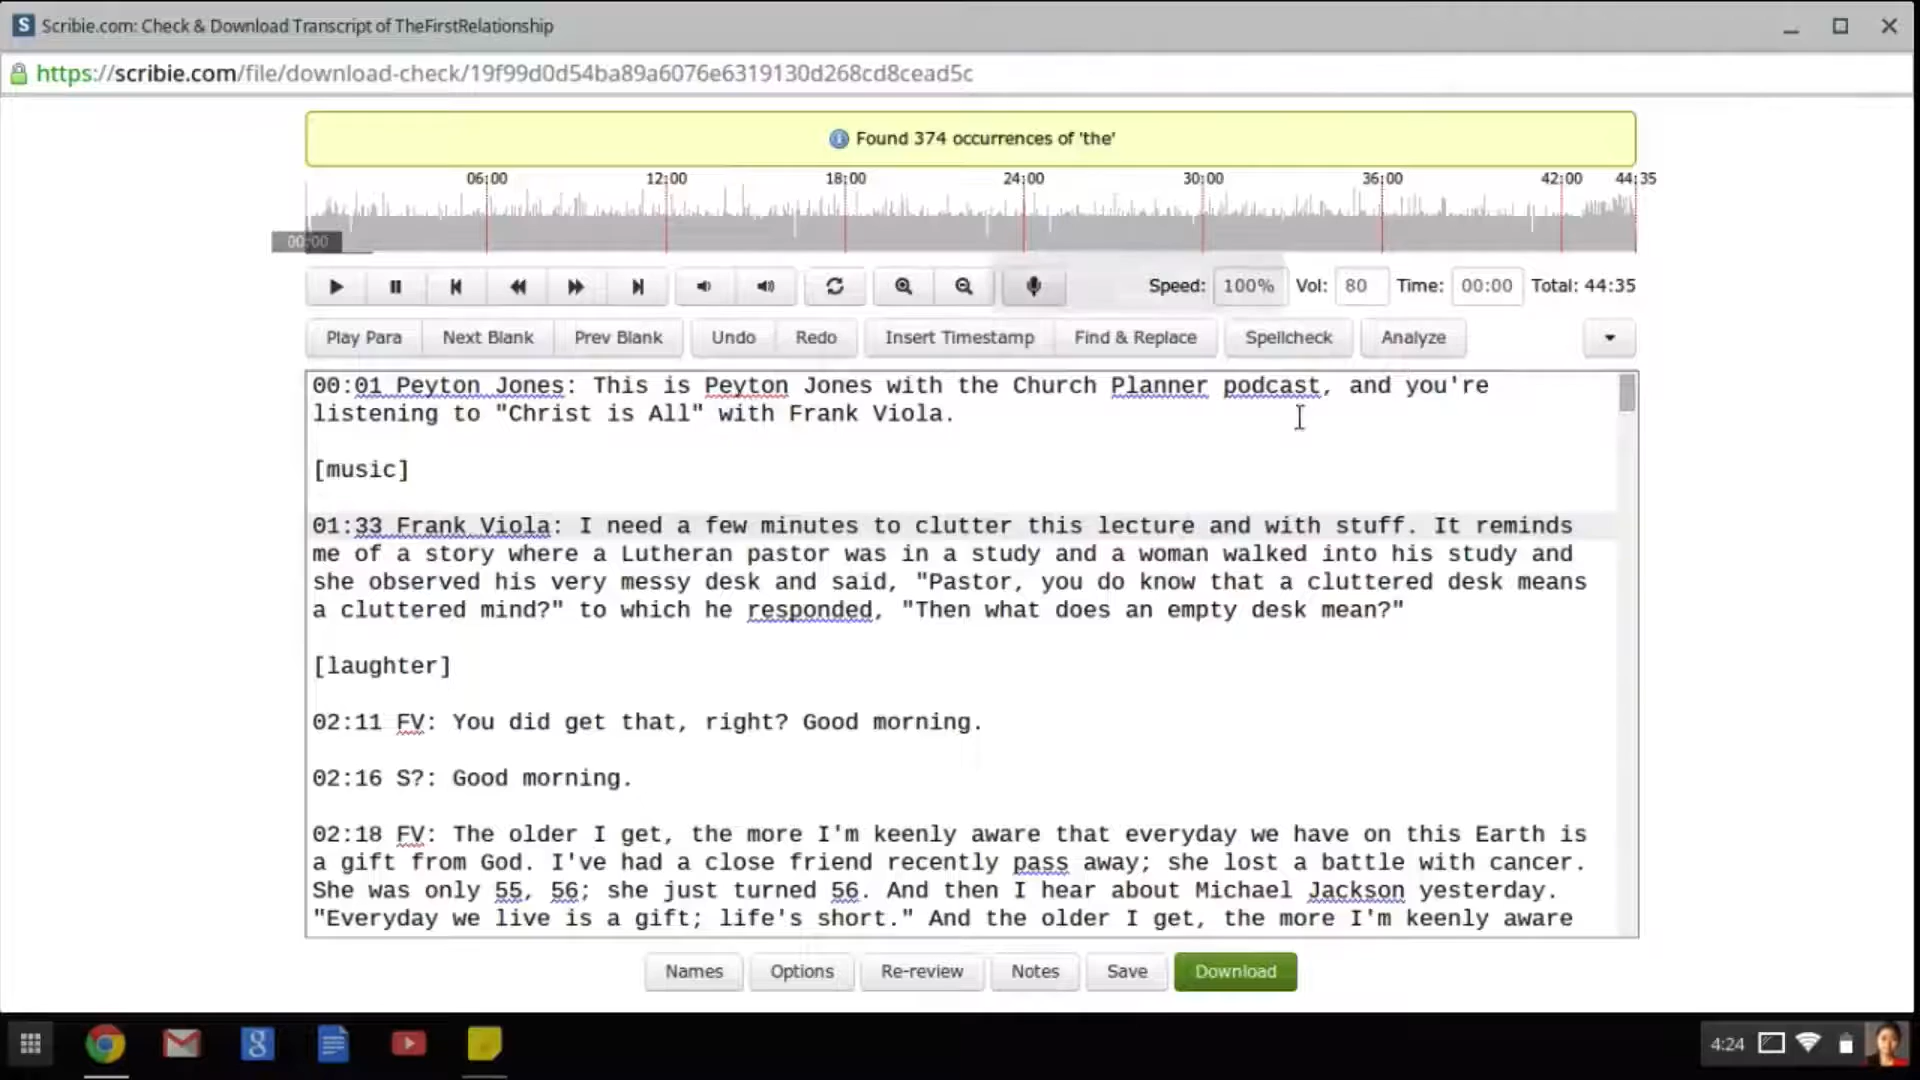 Scribie.com: Check & Download Transcript of TheFirstRelationship
https://scribie.com/file/download-check/19f99d0d54ba89a6076e6319130d268cd8cead5c
Found 374 occurrences of 'the'
06:00 12:00 18:00 24:00 30:00 36:00 42:00 44:35
00:00
Speed: 100% Vol: 80 Time: 00:00 Total: 44:35
Play Para Next Blank Prev Blank Undo Redo Insert Timestamp Find & Replace Spellcheck Analyze
00:01 Peyton Jones: This is Peyton Jones with the Church Planner podcast, and you're
listening to "Christ is All" with Frank Viola.
[music]
01:33 Frank Viola: I need a few minutes to clutter this lecture and with stuff. It reminds
me of a story where a Lutheran pastor was in a study and a woman walked into his study and
she observed his very messy desk and said, "Pastor, you do know that a cluttered desk means
a cluttered mind?" to which he responded, "Then what does an empty desk mean?"
[laughter]
02:11 FV: You did get that, right? Good morning.
02:16 S?: Good morning.
02:18 FV: The older I get, the more I'm keenly aware that everyday we have on this Earth is
a gift from God. I've had a close friend recently pass away; she lost a battle with cancer.
She was only 55, 56; she just turned 56. And then I hear about Michael Jackson yesterday.
"Everyday we live is a gift; life's short." And the older I get, the more I'm keenly aware
Names Options Re-review Notes Save Download
4:24